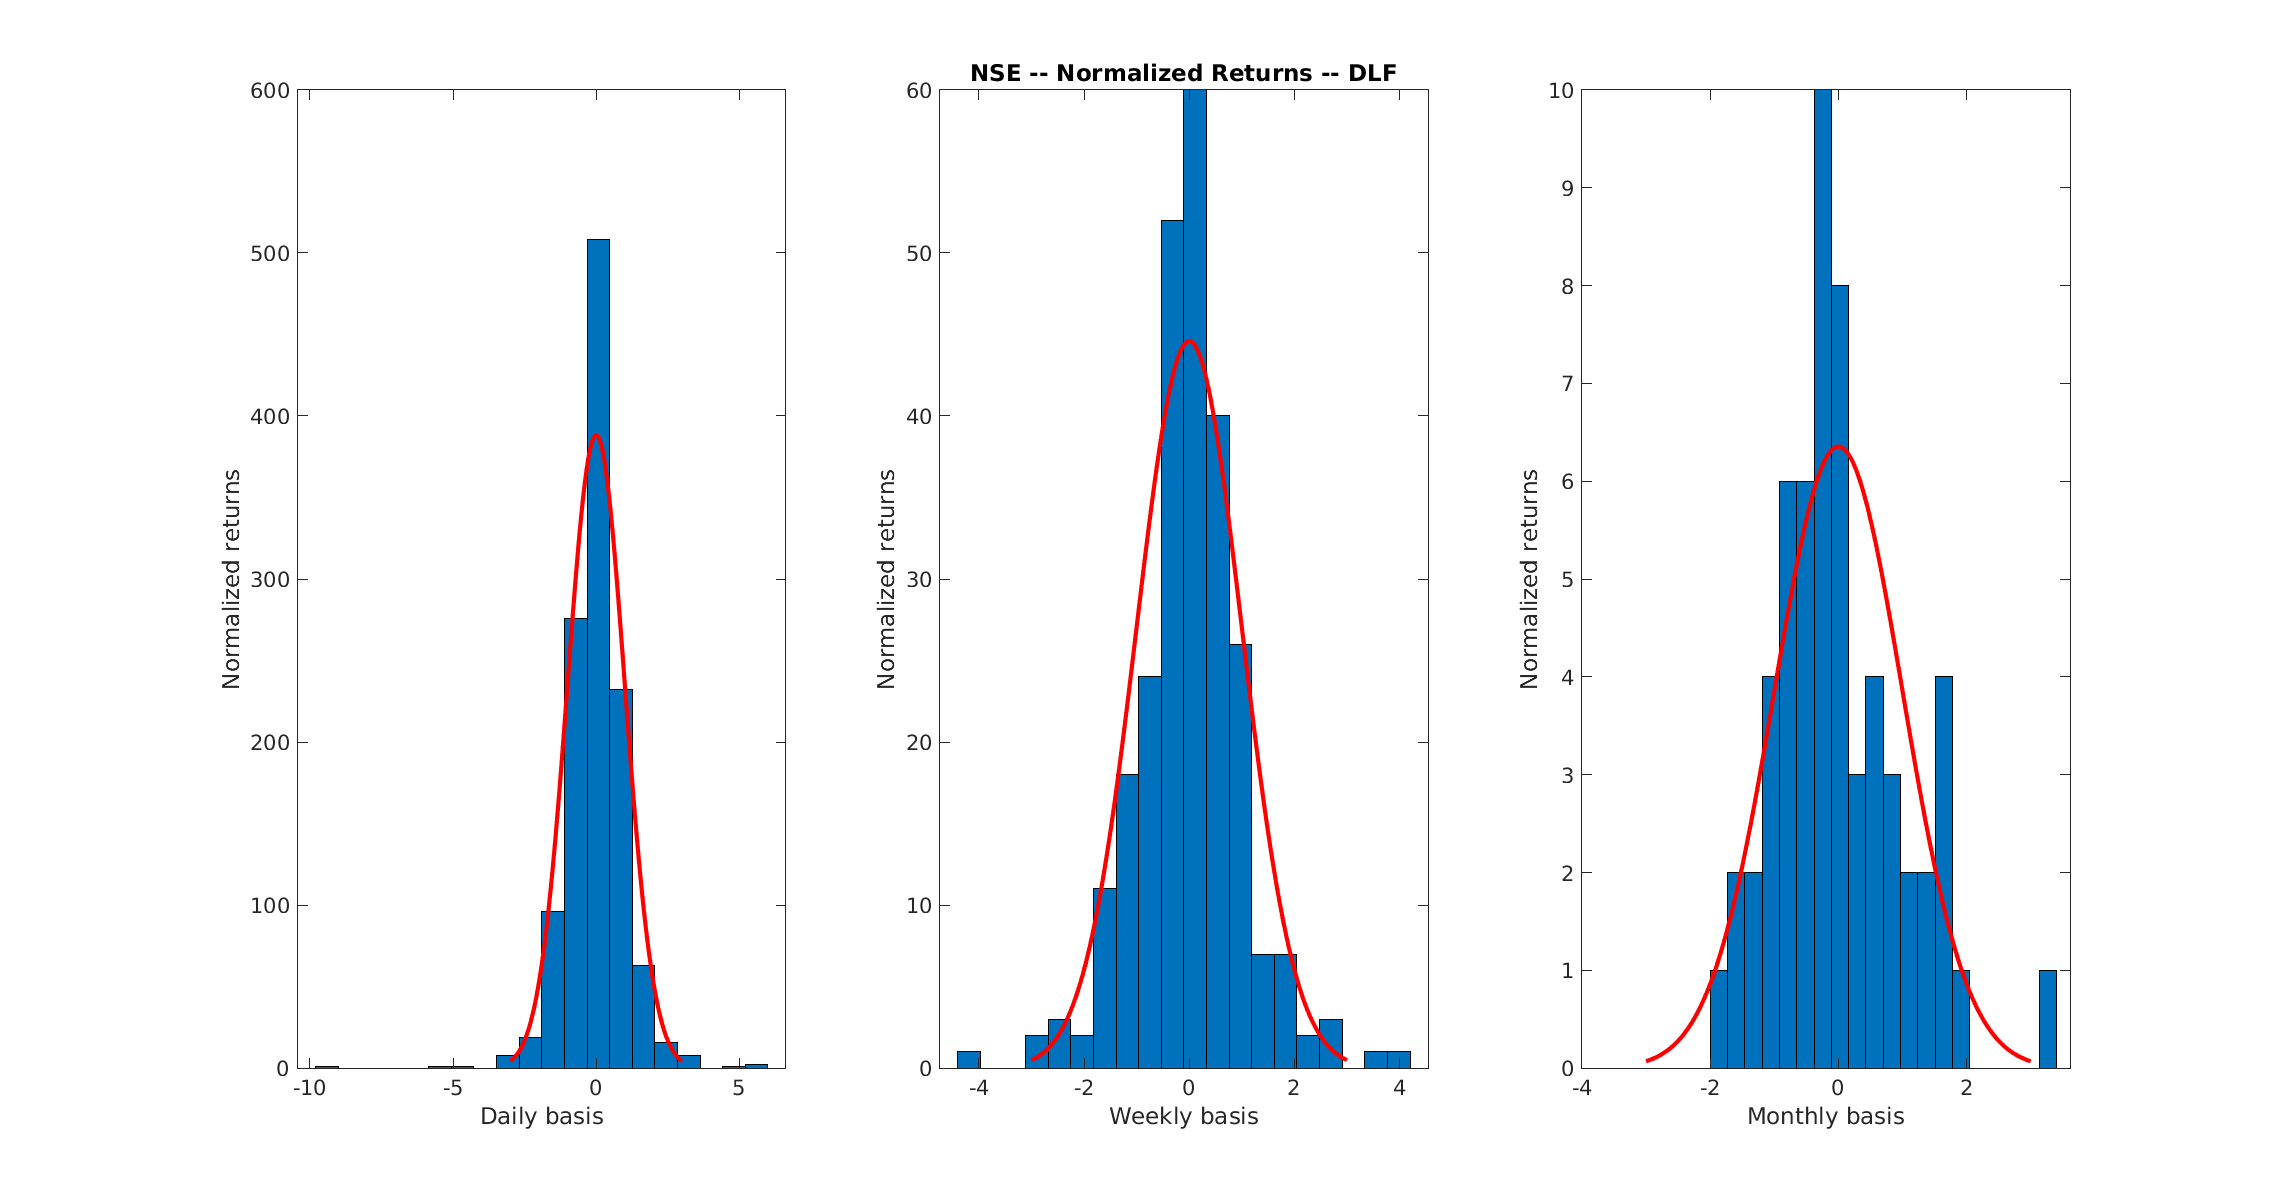 NSE -- Normalized Returns -- DLF
600
500
400
300
200
100
0
Normalized returns
-10 -5 0 5
Daily basis
60
50
40
30
20
10
0
Normalized returns
-4 -2 0 2 4
Weekly basis
10
9
8
7
6
5
4
3
2
1
0
Normalized returns
-4 -2 0 2
Monthly basis